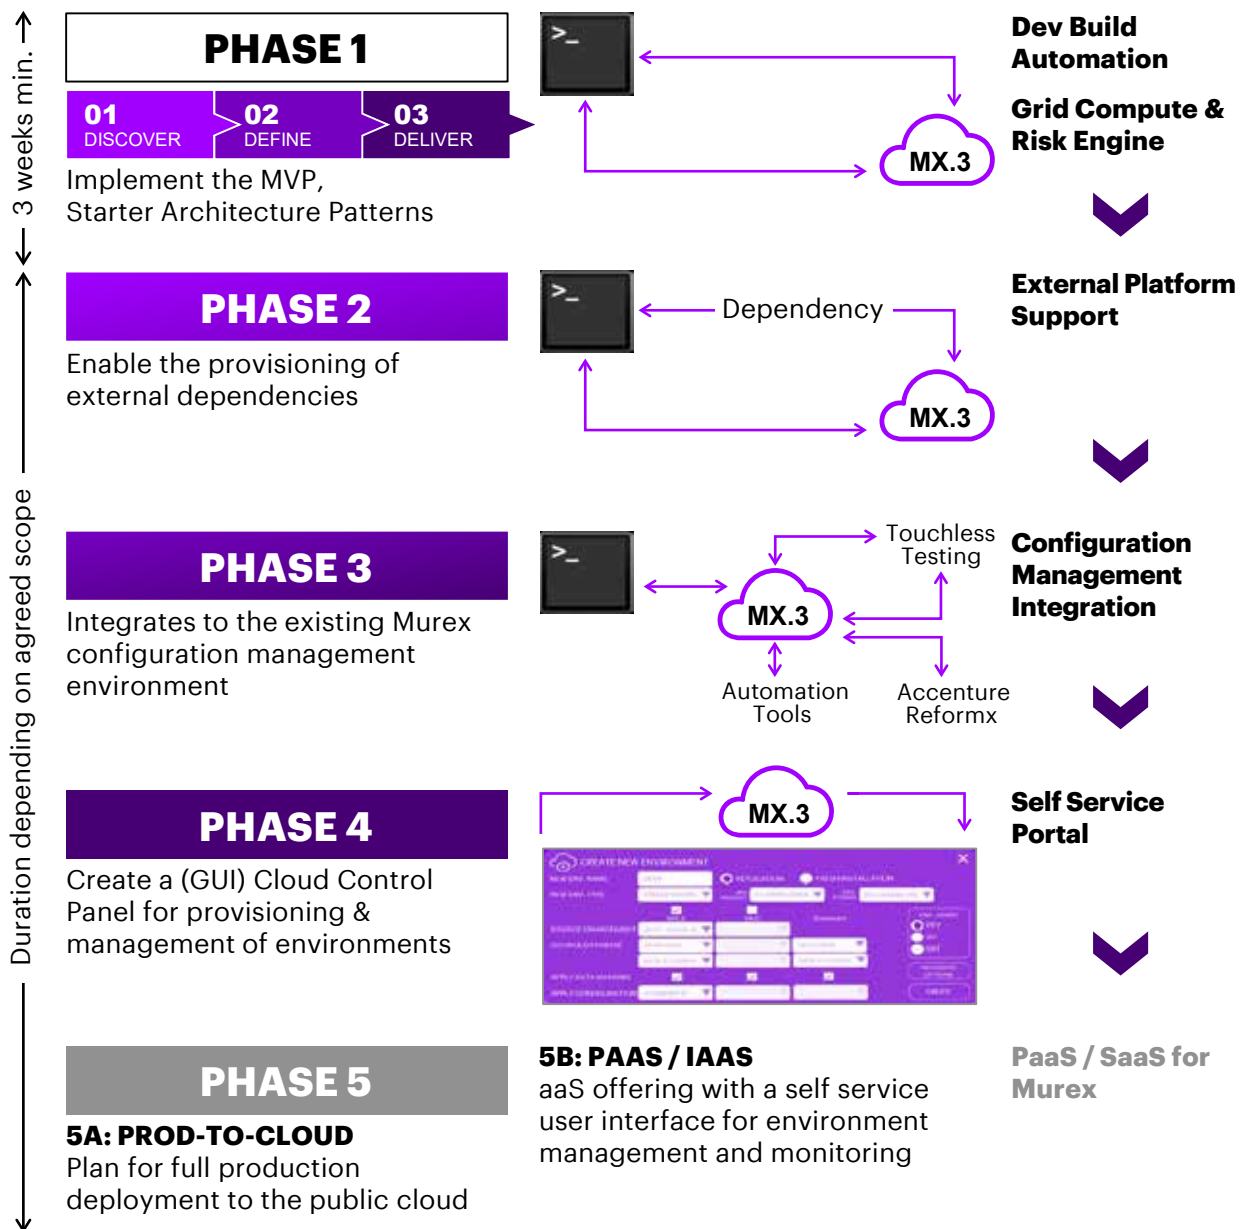 3 weeks min.
PHASE 1
01
DISCOVER
02
DEFINE
03
DELIVER
Implement the MVP,
Starter Architecture Patterns
>_
MX.3
Dev Build
Automation
Grid Compute &
Risk Engine
Duration depending on agreed scope
PHASE 2
Enable the provisioning of
external dependencies
>_
Dependency
MX.3
External Platform
Support
PHASE 3
Integrates to the existing Murex
configuration management
environment
>_
MX.3
Touchless
Testing
Automation
Tools
Accenture
Reformx
Configuration
Management
Integration
PHASE 4
Create a (GUI) Cloud Control
Panel for provisioning &
management of environments
MX.3
CREATE NEW ENVIRONMENT
Self Service
Portal
PHASE 5
5A: PROD-TO-CLOUD
Plan for full production
deployment to the public cloud
5B: PAAS / IAAS
aaS offering with a self service
user interface for environment
management and monitoring
PaaS / SaaS for
Murex